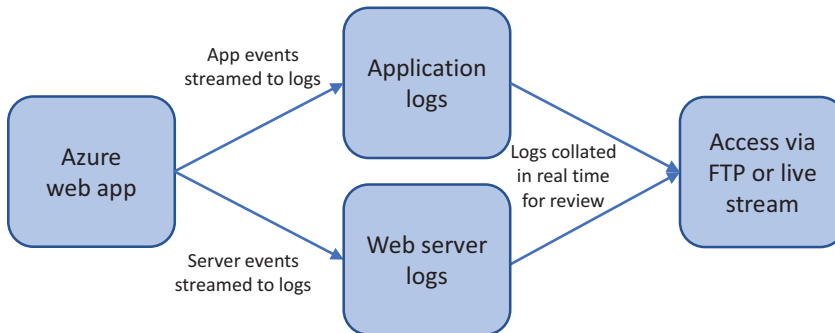 App events
streamed to logs
Application
logs
Azure
web app
Logs collated
in real time
for review
Access via
FTP or live
stream
Server events
streamed to logs
Web server
logs